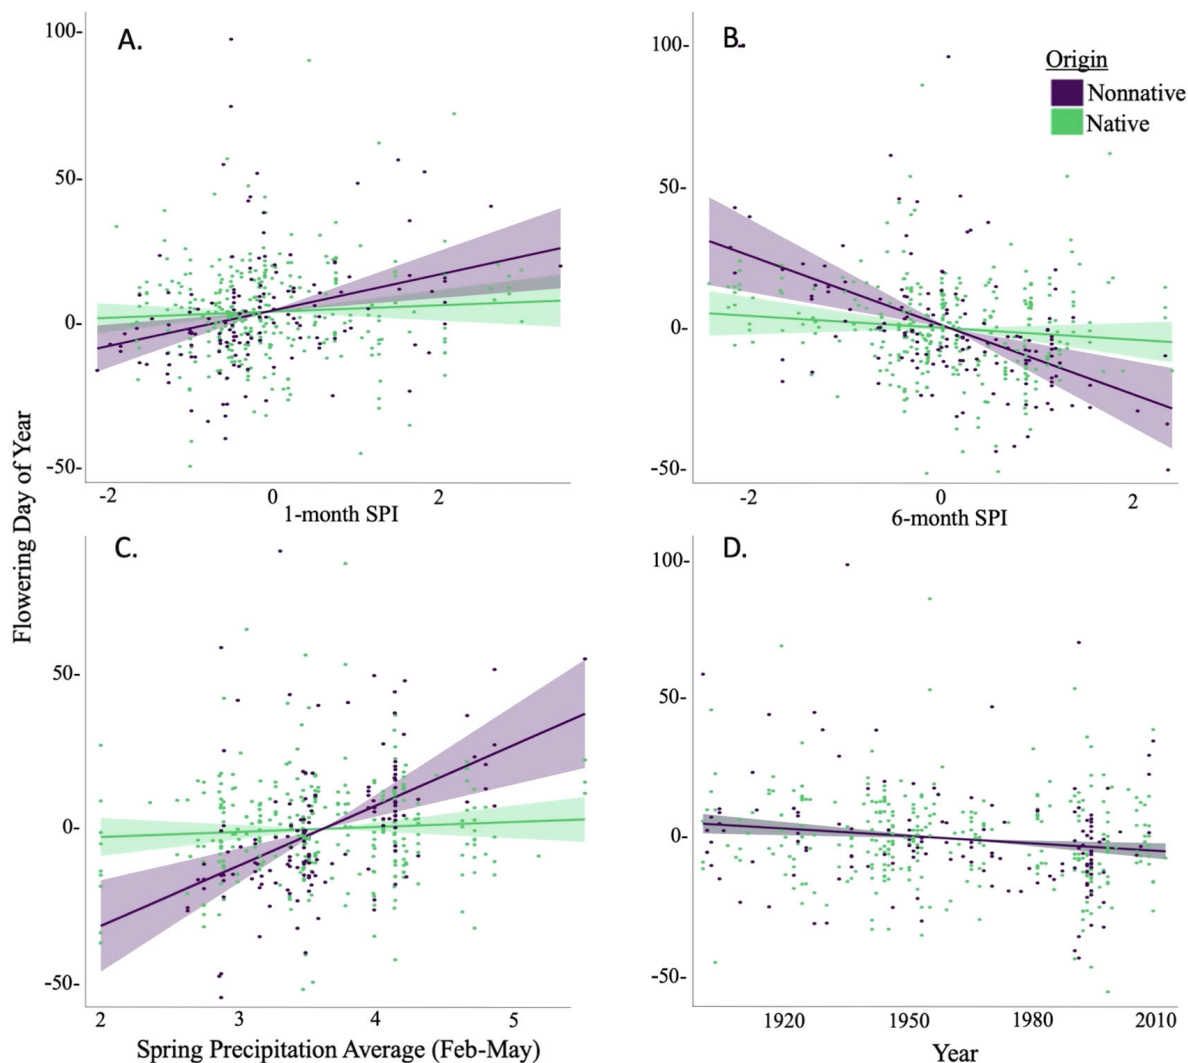 A.
100-
50-
0-
-50-
-2
0
2
1-month SPI
B.
100-
50-
0-
-50-
-2
0
2
6-month SPI
Origin
Nonnative
Native
Flowering Day of Year
C.
50-
0-
-50-
2
3
4
5
Spring Precipitation Average (Feb-May)
D.
100-
50-
0-
-50-
1920
1950
1980
2010
Year